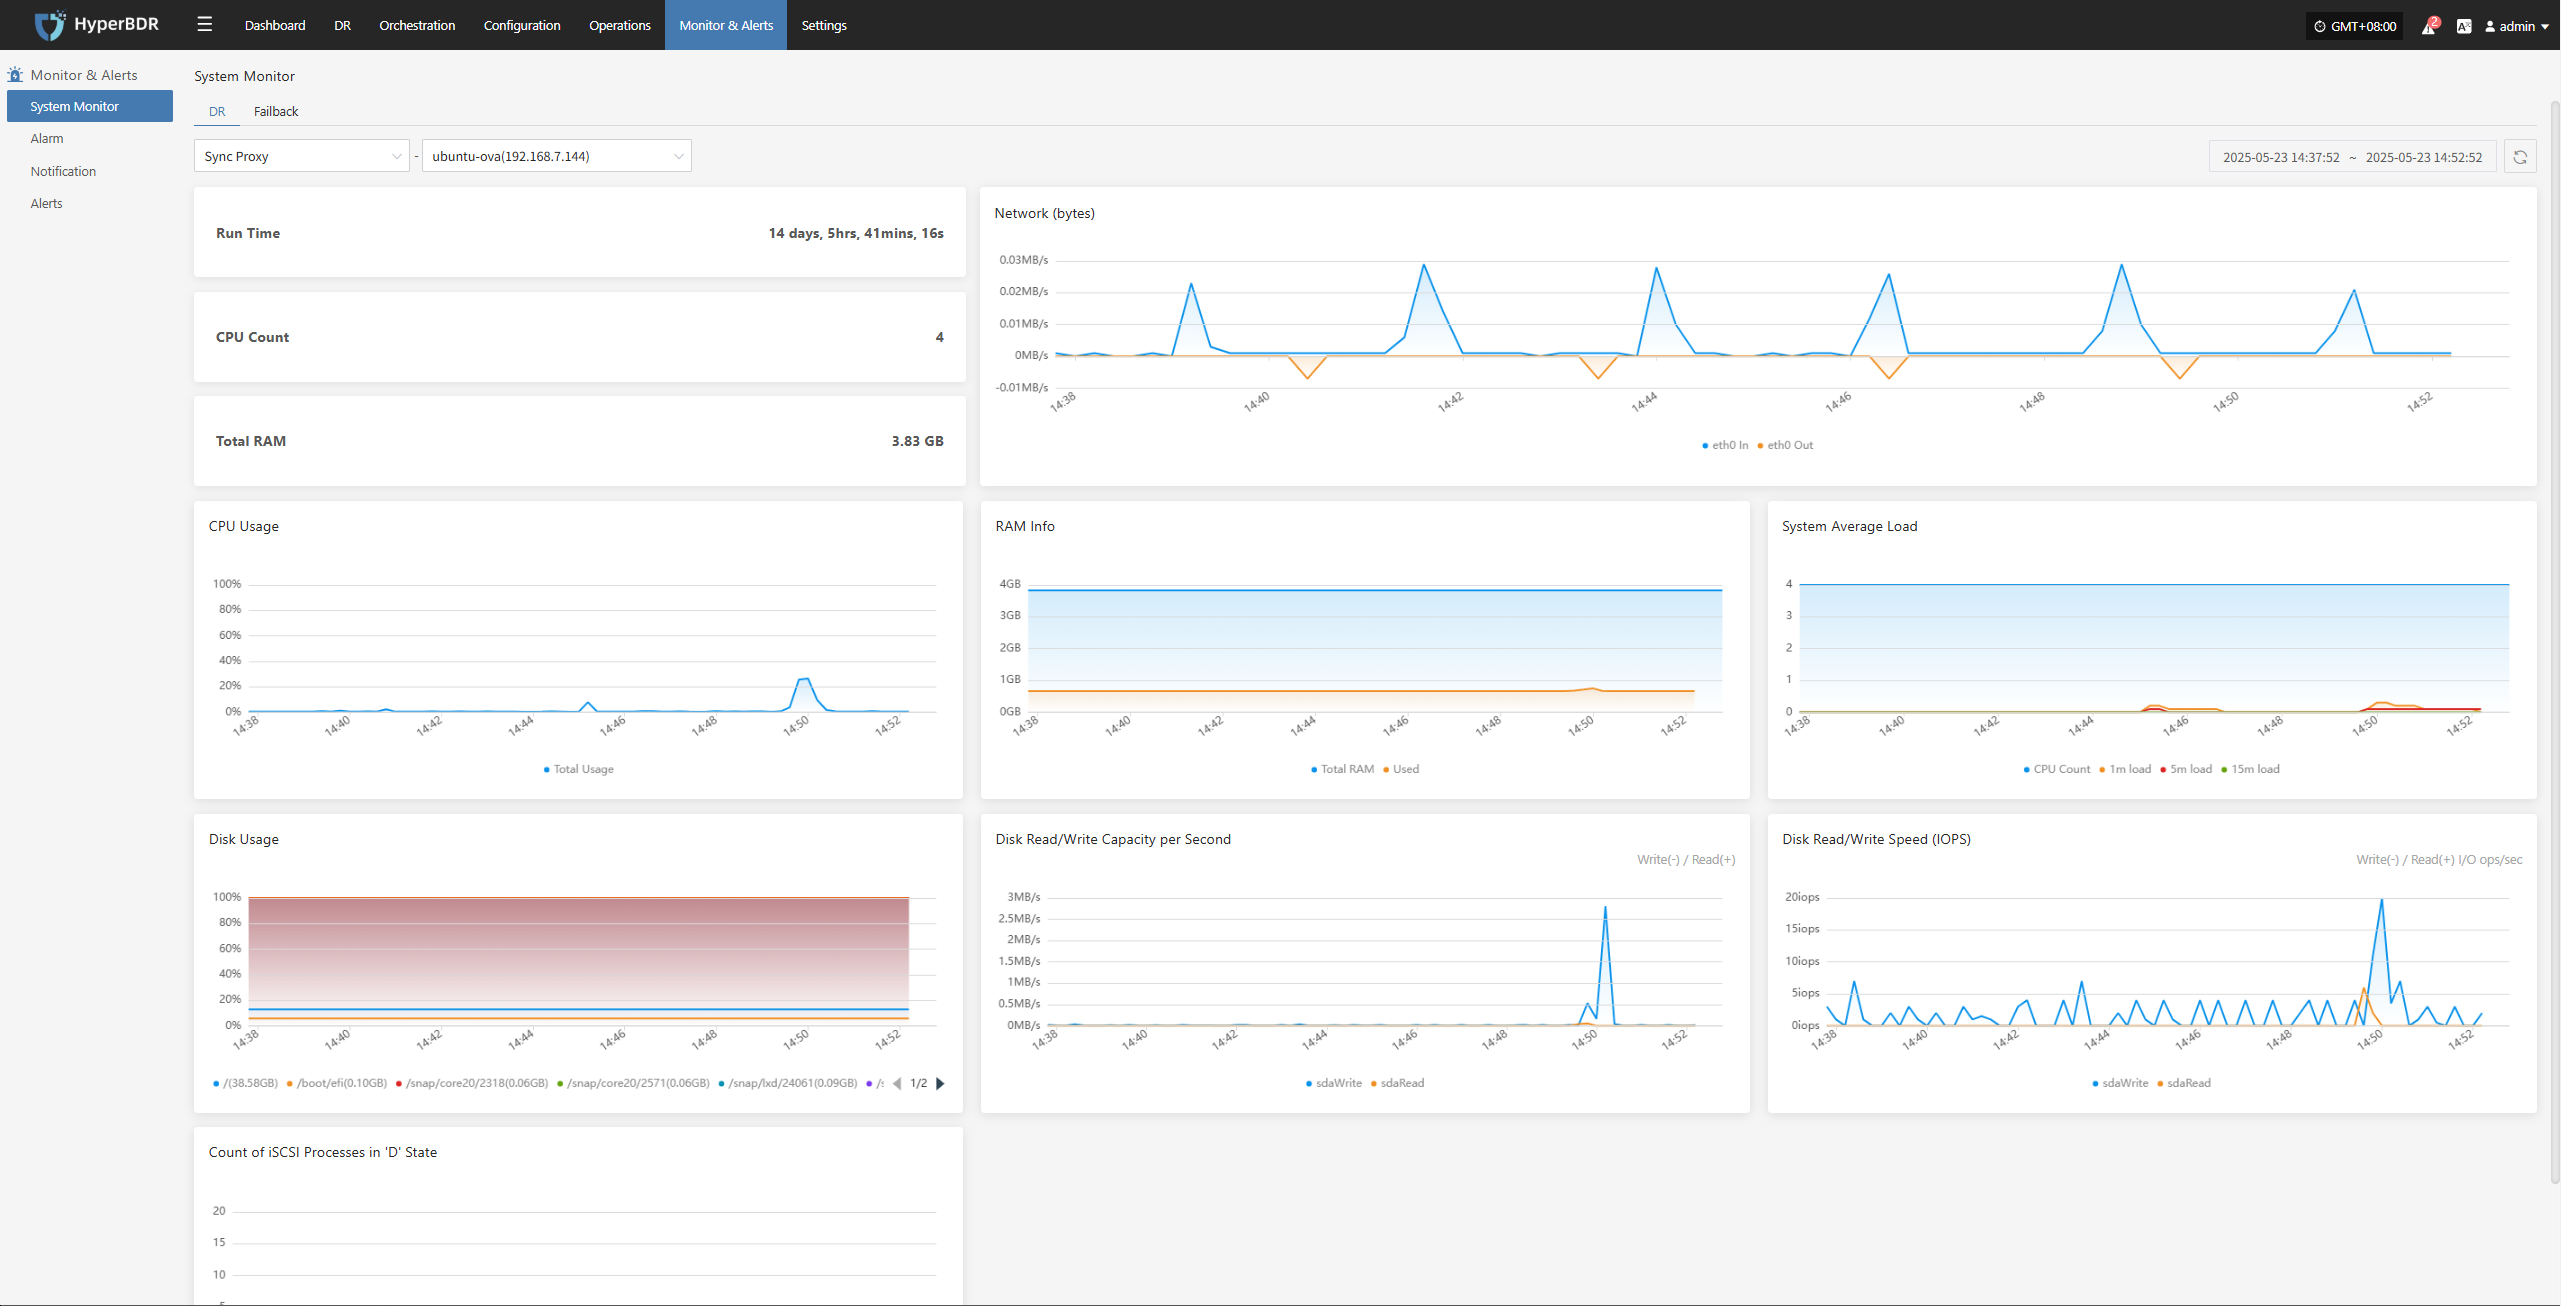 HyperBDR
Dashboard DR Orchestration Configuration Operations Monitor & Alerts Settings
GMT+08:00 2 admin
Monitor & Alerts
System Monitor
Alarm
Notification
Alerts
System Monitor
DR Failback
Sync Proxy - ubuntu-ova(192.168.7.144)
2025-05-23 14:37:52 ~ 2025-05-23 14:52:52
Run Time 14 days, 5hrs, 41mins, 16s
CPU Count 4
Total RAM 3.83 GB
Network (bytes)
0.03MB/s
0.02MB/s
0.01MB/s
0MB/s
-0.01MB/s
14:38 14:40 14:42 14:44 14:46 14:48 14:50 14:52
eth0 In eth0 Out
CPU Usage
100%
80%
60%
40%
20%
0%
14:38 14:40 14:42 14:44 14:46 14:48 14:50 14:52
Total Usage
RAM Info
4GB
3GB
2GB
1GB
0GB
14:38 14:40 14:42 14:44 14:46 14:48 14:50 14:52
Total RAM Used
System Average Load
4
3
2
1
0
14:38 14:40 14:42 14:44 14:46 14:48 14:50 14:52
CPU Count 1m load 5m load 15m load
Disk Usage
100%
80%
60%
40%
20%
0%
14:38 14:40 14:42 14:44 14:46 14:48 14:50 14:52
/(38.58GB) /boot/efi(0.10GB) /snap/core20/2318(0.06GB) /snap/core20/2571(0.06GB) /snap/lxd/24061(0.09GB) 1/2
Disk Read/Write Capacity per Second
Write(-) / Read(+)
3MB/s
2.5MB/s
2MB/s
1.5MB/s
1MB/s
0.5MB/s
0MB/s
14:38 14:40 14:42 14:44 14:46 14:48 14:50 14:52
sdaWrite sdaRead
Disk Read/Write Speed (IOPS)
Write(-) / Read(+) I/O ops/sec
20iops
15iops
10iops
5iops
0iops
14:38 14:40 14:42 14:44 14:46 14:48 14:50 14:52
sdaWrite sdaRead
Count of iSCSI Processes in 'D' State
20
15
10